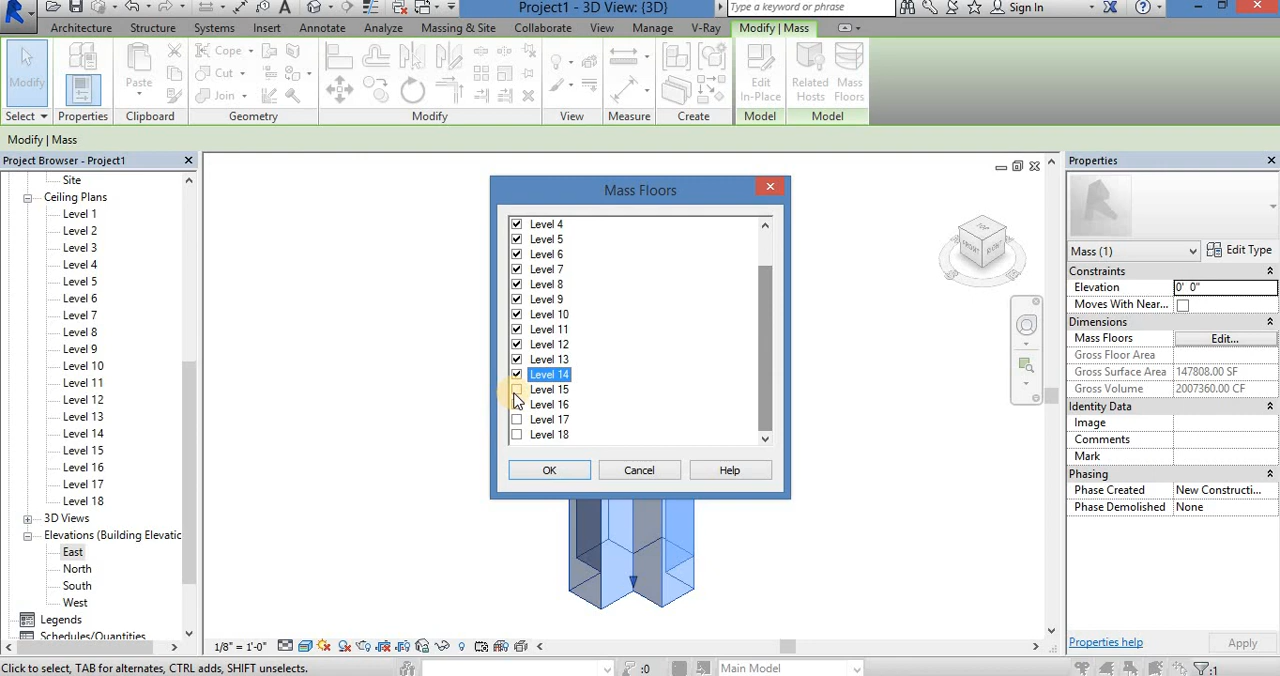 Project1 - 3D View: {3D}
Type a keyword or phrase
Sign In
Architecture Structure Systems Insert Annotate Analyze Massing & Site Collaborate View Manage V-Ray Modify | Mass
Modify
Paste
Cope
Cut
Join
Edit In-Place
Related Hosts
Mass Floors
Select Properties Clipboard Geometry Modify View Measure Create Model Model
Modify | Mass
Project Browser - Project1
Site
Ceiling Plans
Level 1
Level 2
Level 3
Level 4
Level 5
Level 6
Level 7
Level 8
Level 9
Level 10
Level 11
Level 12
Level 13
Level 14
Level 15
Level 16
Level 17
Level 18
3D Views
Elevations (Building Elevatic
East
North
South
West
Legends
Schedules/Quantities
Mass Floors
Level 4
Level 5
Level 6
Level 7
Level 8
Level 9
Level 10
Level 11
Level 12
Level 13
Level 14
Level 15
Level 16
Level 17
Level 18
OK Cancel Help
TOP
FRONT RIGHT
Properties
Mass (1) Edit Type
Constraints
Elevation 0' 0"
Moves With Near...
Dimensions
Mass Floors Edit...
Gross Floor Area
Gross Surface Area 147808.00 SF
Gross Volume 2007360.00 CF
Identity Data
Image
Comments
Mark
Phasing
Phase Created New Constructi...
Phase Demolished None
Properties help Apply
1/8" = 1'-0"
Click to select, TAB for alternates, CTRL adds, SHIFT unselects.
:0
Main Model
:1